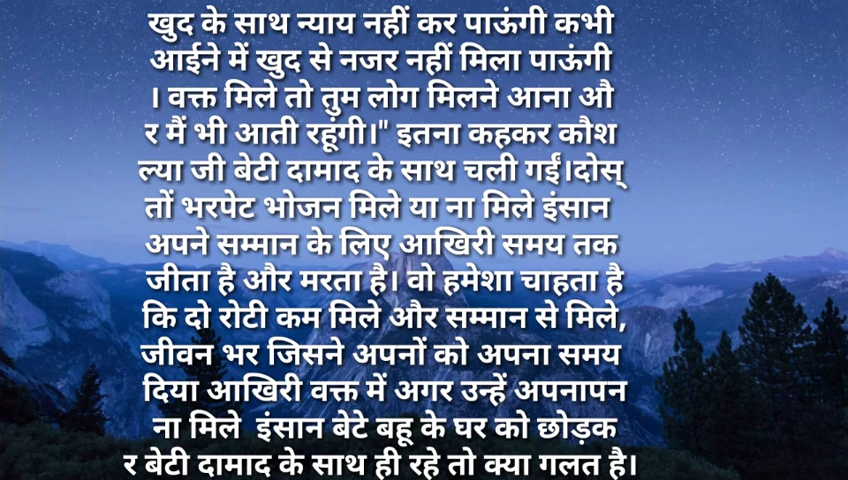 खुद के साथ न्याय नहीं कर पाऊंगी कभी
आईने में खुद से नजर नहीं मिला पाऊंगी
। वक्त मिले तो तुम लोग मिलने आना औ
र मैं भी आती रहूंगी।" इतना कहकर कौश
ल्या जी बेटी दामाद के साथ चली गईं।दोस्
तों भरपेट भोजन मिले या ना मिले इंसान
अपने सम्मान के लिए आखिरी समय तक
जीता है और मरता है। वो हमेशा चाहता है
कि दो रोटी कम मिले और सम्मान से मिले,
जीवन भर जिसने अपनों को अपना समय
दिया आखिरी वक्त में अगर उन्हें अपनापन
ना मिले  इंसान बेटे बहू के घर को छोड़क
र बेटी दामाद के साथ ही रहे तो क्या गलत है।